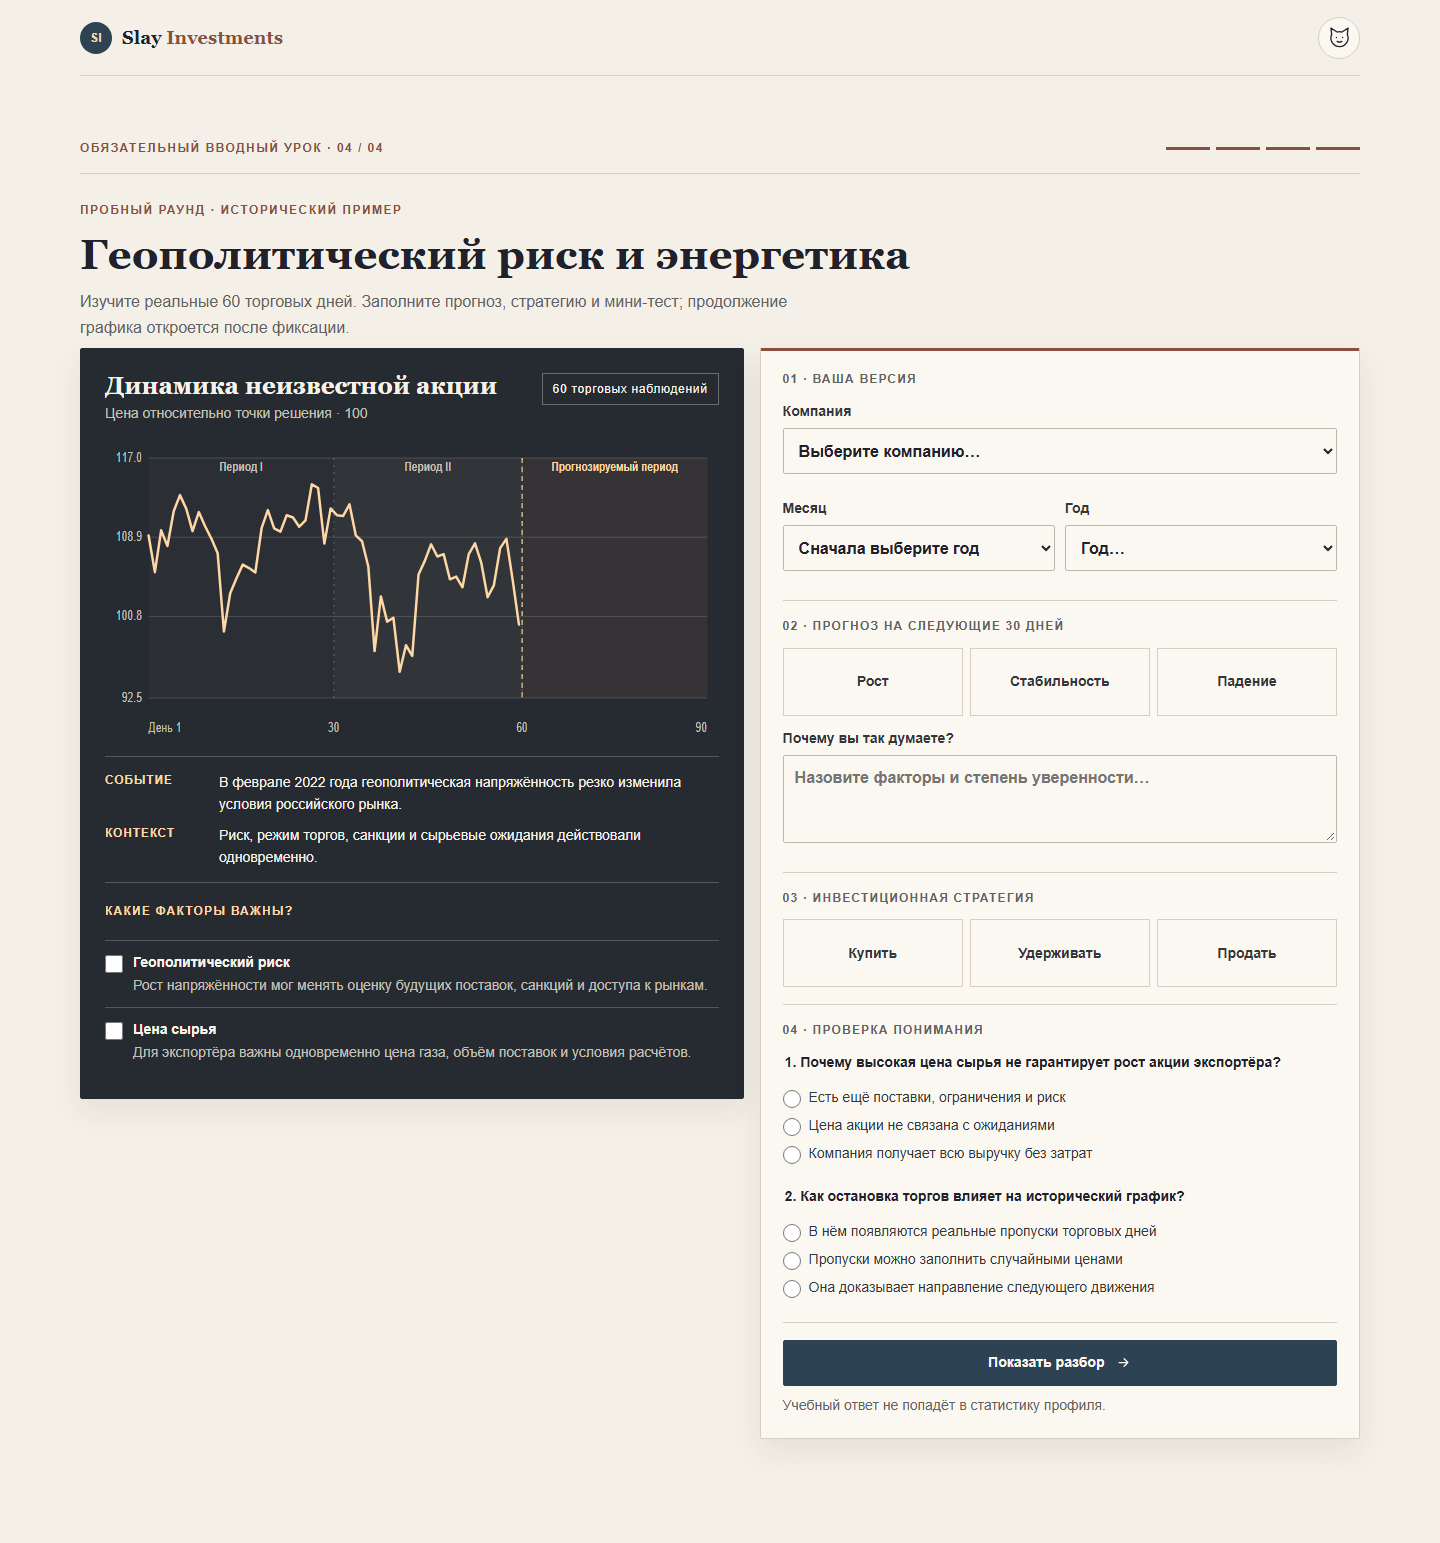 SI
Slay Investments
ОБЯЗАТЕЛЬНЫЙ ВВОДНЫЙ УРОК · 04 / 04
ПРОБНЫЙ РАУНД · ИСТОРИЧЕСКИЙ ПРИМЕР
Геополитический риск и энергетика
Изучите реальные 60 торговых дней. Заполните прогноз, стратегию и мини-тест; продолжение
графика откроется после фиксации.
Динамика неизвестной акции
60 торговых наблюдений
Цена относительно точки решения · 100
117.0
108.9
100.8
92.5
Период I
Период II
Прогнозируемый период
День 1
30
60
90
СОБЫТИЕ
В феврале 2022 года геополитическая напряжённость резко изменила
условия российского рынка.
КОНТЕКСТ
Риск, режим торгов, санкции и сырьевые ожидания действовали
одновременно.
КАКИЕ ФАКТОРЫ ВАЖНЫ?
Геополитический риск
Рост напряжённости мог менять оценку будущих поставок, санкций и доступа к рынкам.
Цена сырья
Для экспортёра важны одновременно цена газа, объём поставок и условия расчётов.
01 · ВАША ВЕРСИЯ
Компания
Выберите компанию…
Месяц
Год
Сначала выберите год
Год…
02 · ПРОГНОЗ НА СЛЕДУЮЩИЕ 30 ДНЕЙ
Рост
Стабильность
Падение
Почему вы так думаете?
Назовите факторы и степень уверенности…
03 · ИНВЕСТИЦИОННАЯ СТРАТЕГИЯ
Купить
Удерживать
Продать
04 · ПРОВЕРКА ПОНИМАНИЯ
1. Почему высокая цена сырья не гарантирует рост акции экспортёра?
Есть ещё поставки, ограничения и риск
Цена акции не связана с ожиданиями
Компания получает всю выручку без затрат
2. Как остановка торгов влияет на исторический график?
В нём появляются реальные пропуски торговых дней
Пропуски можно заполнить случайными ценами
Она доказывает направление следующего движения
Показать разбор →
Учебный ответ не попадёт в статистику профиля.